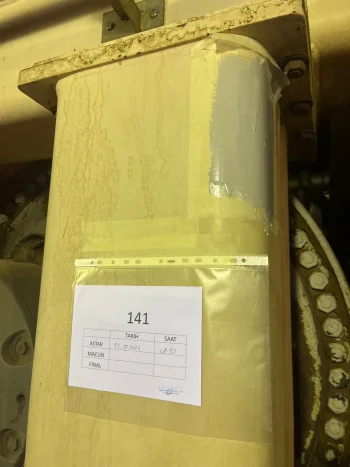 141
TARİH SAAT
ASTAR
MACUN
FİNAL